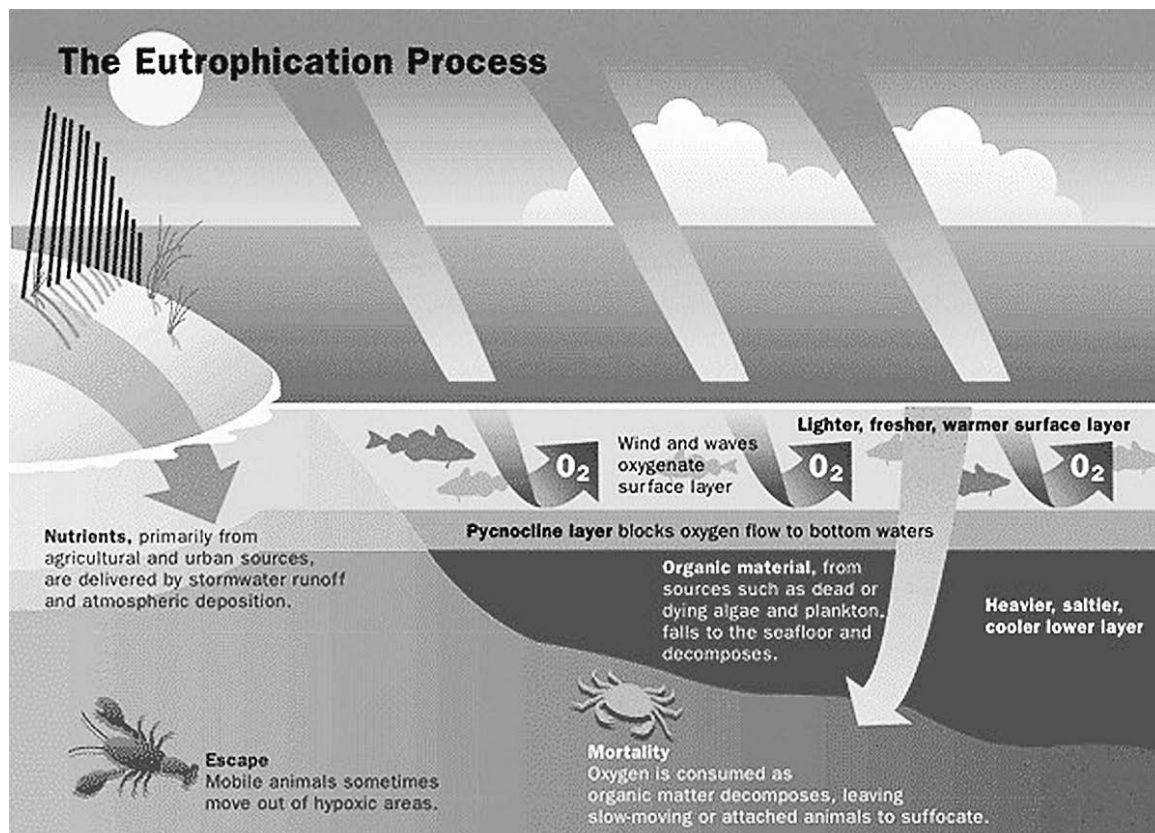 The Eutrophication Process
Lighter, fresher, warmer surface layer
Wind and waves
oxygenate
surface layer
O2
O2
O2
Pycnocline layer blocks oxygen flow to bottom waters
Nutrients, primarily from
agricultural and urban sources,
are delivered by stormwater runoff
and atmospheric deposition.
Organic material, from
sources such as dead or
dying algae and plankton,
falls to the seafloor and
decomposes.
Heavier, saltier,
cooler lower layer
Escape
Mobile animals sometimes
move out of hypoxic areas.
Mortality
Oxygen is consumed as
organic matter decomposes, leaving
slow-moving or attached animals to suffocate.